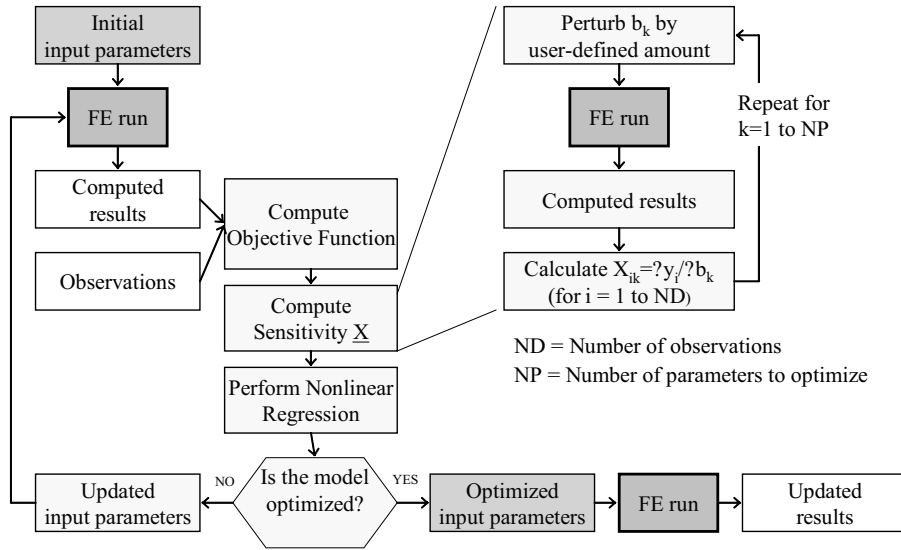 Initial
input parameters
FE run
Computed
results
Observations
Compute
Objective Function
Compute
Sensitivity X
Perform Nonlinear
Regression
Is the model
optimized?
NO
YES
Updated
input parameters
Optimized
input parameters
FE run
Updated
results
Perturb bk by
user-defined amount
FE run
Computed results
Calculate Xik=?yi/?bk
(for i = 1 to ND)
Repeat for
k=1 to NP
ND = Number of observations
NP = Number of parameters to optimize